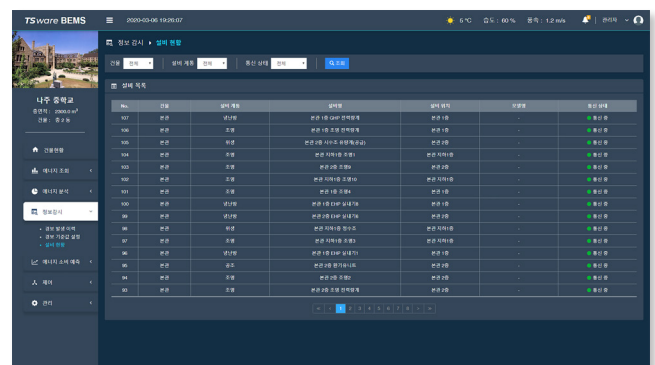 TSware BEMS
2020-03-06 19:26:07
6 ℃ 습도 : 60 % 풍속 : 1.2 m/s 관리자
정보 감시 ▸ 설비 현황
건물 전체 설비 계통 전체 통신 상태 전체 조회
설비 목록
나주 중학교
건물 : 총 2 동
건물현황
에너지 조회
에너지 분석
정보감시
경보 발생 이력
경보 기준값 설정
설비 현황
에너지 소비 예측
제어
관리
No. 건물 설비 계통 설비명 설비 위치 모델명 통신 상태
107 본관 냉난방 본관 1층 GHP 전력량계 본관 1층 - 통신 중
106 본관 조명 본관 1층 조명 전력량계 본관 1층 - 통신 중
105 본관 위생 본관 2층 시수조 유량계(공급) 본관 2층 - 통신 중
104 본관 조명 본관 지하1층 조명1 본관 지하1층 - 통신 중
103 본관 조명 본관 2층 조명9 본관 2층 - 통신 중
102 본관 조명 본관 지하1층 조명10 본관 지하1층 - 통신 중
101 본관 조명 본관 1층 조명4 본관 1층 - 통신 중
100 본관 냉난방 본관 1층 EHP 실내기8 본관 1층 - 통신 중
99 본관 냉난방 본관 2층 EHP 실내기8 본관 2층 - 통신 중
98 본관 위생 본관 지하1층 정수조 본관 지하1층 - 통신 중
97 본관 조명 본관 지하1층 조명3 본관 지하1층 - 통신 중
96 본관 냉난방 본관 1층 EHP 실내기1 본관 1층 - 통신 중
95 본관 공조 본관 2층 환기유니트 본관 2층 - 통신 중
94 본관 조명 본관 2층 조명2 본관 2층 - 통신 중
93 본관 조명 본관 2층 조명 전력량계 본관 2층 - 통신 중
« ‹ 1 2 3 4 5 6 7 8 › »